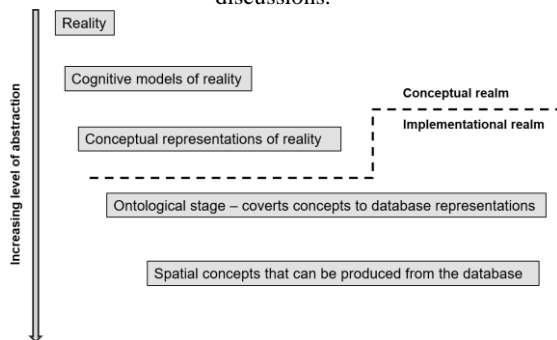 discussions.
Reality
Cognitive models of reality
Conceptual realm
Implementational realm
Conceptual representations of reality
Ontological stage – coverts concepts to database representations
Spatial concepts that can be produced from the database
Increasing level of abstraction